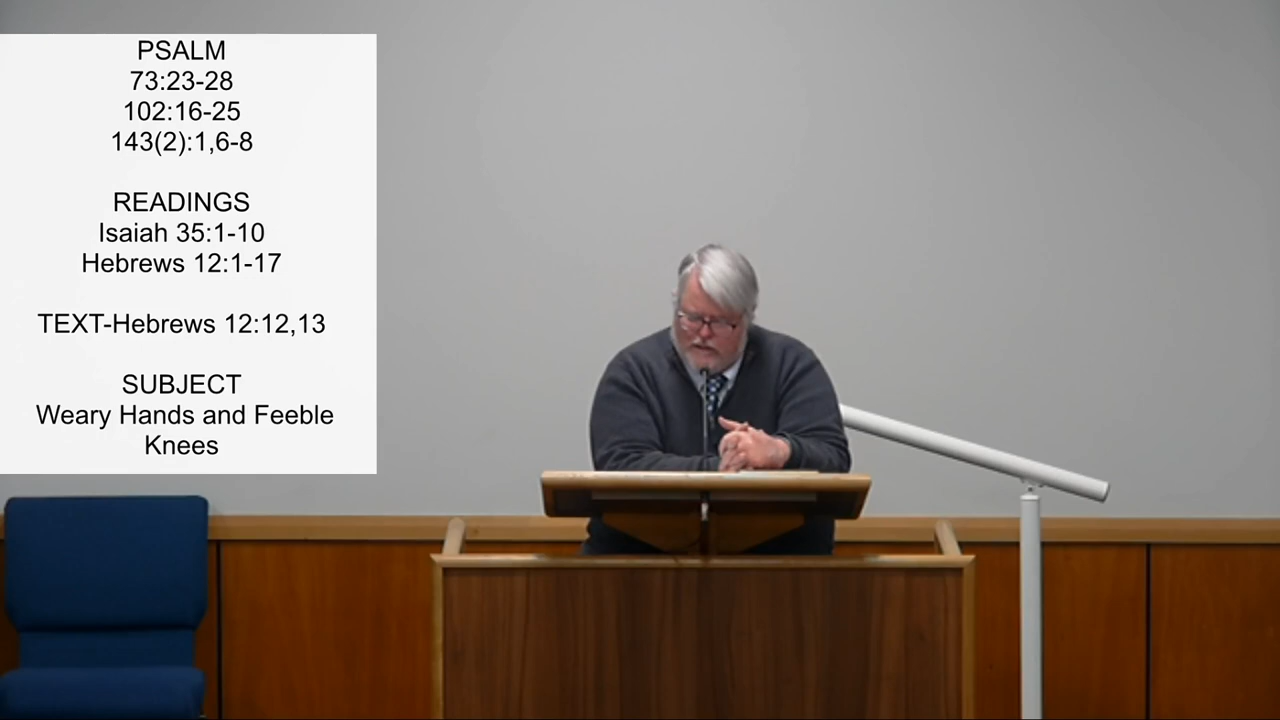 PSALM
73:23-28
102:16-25
143(2):1,6-8
READINGS
Isaiah 35:1-10
Hebrews 12:1-17
TEXT-Hebrews 12:12,13
SUBJECT
Weary Hands and Feeble
Knees